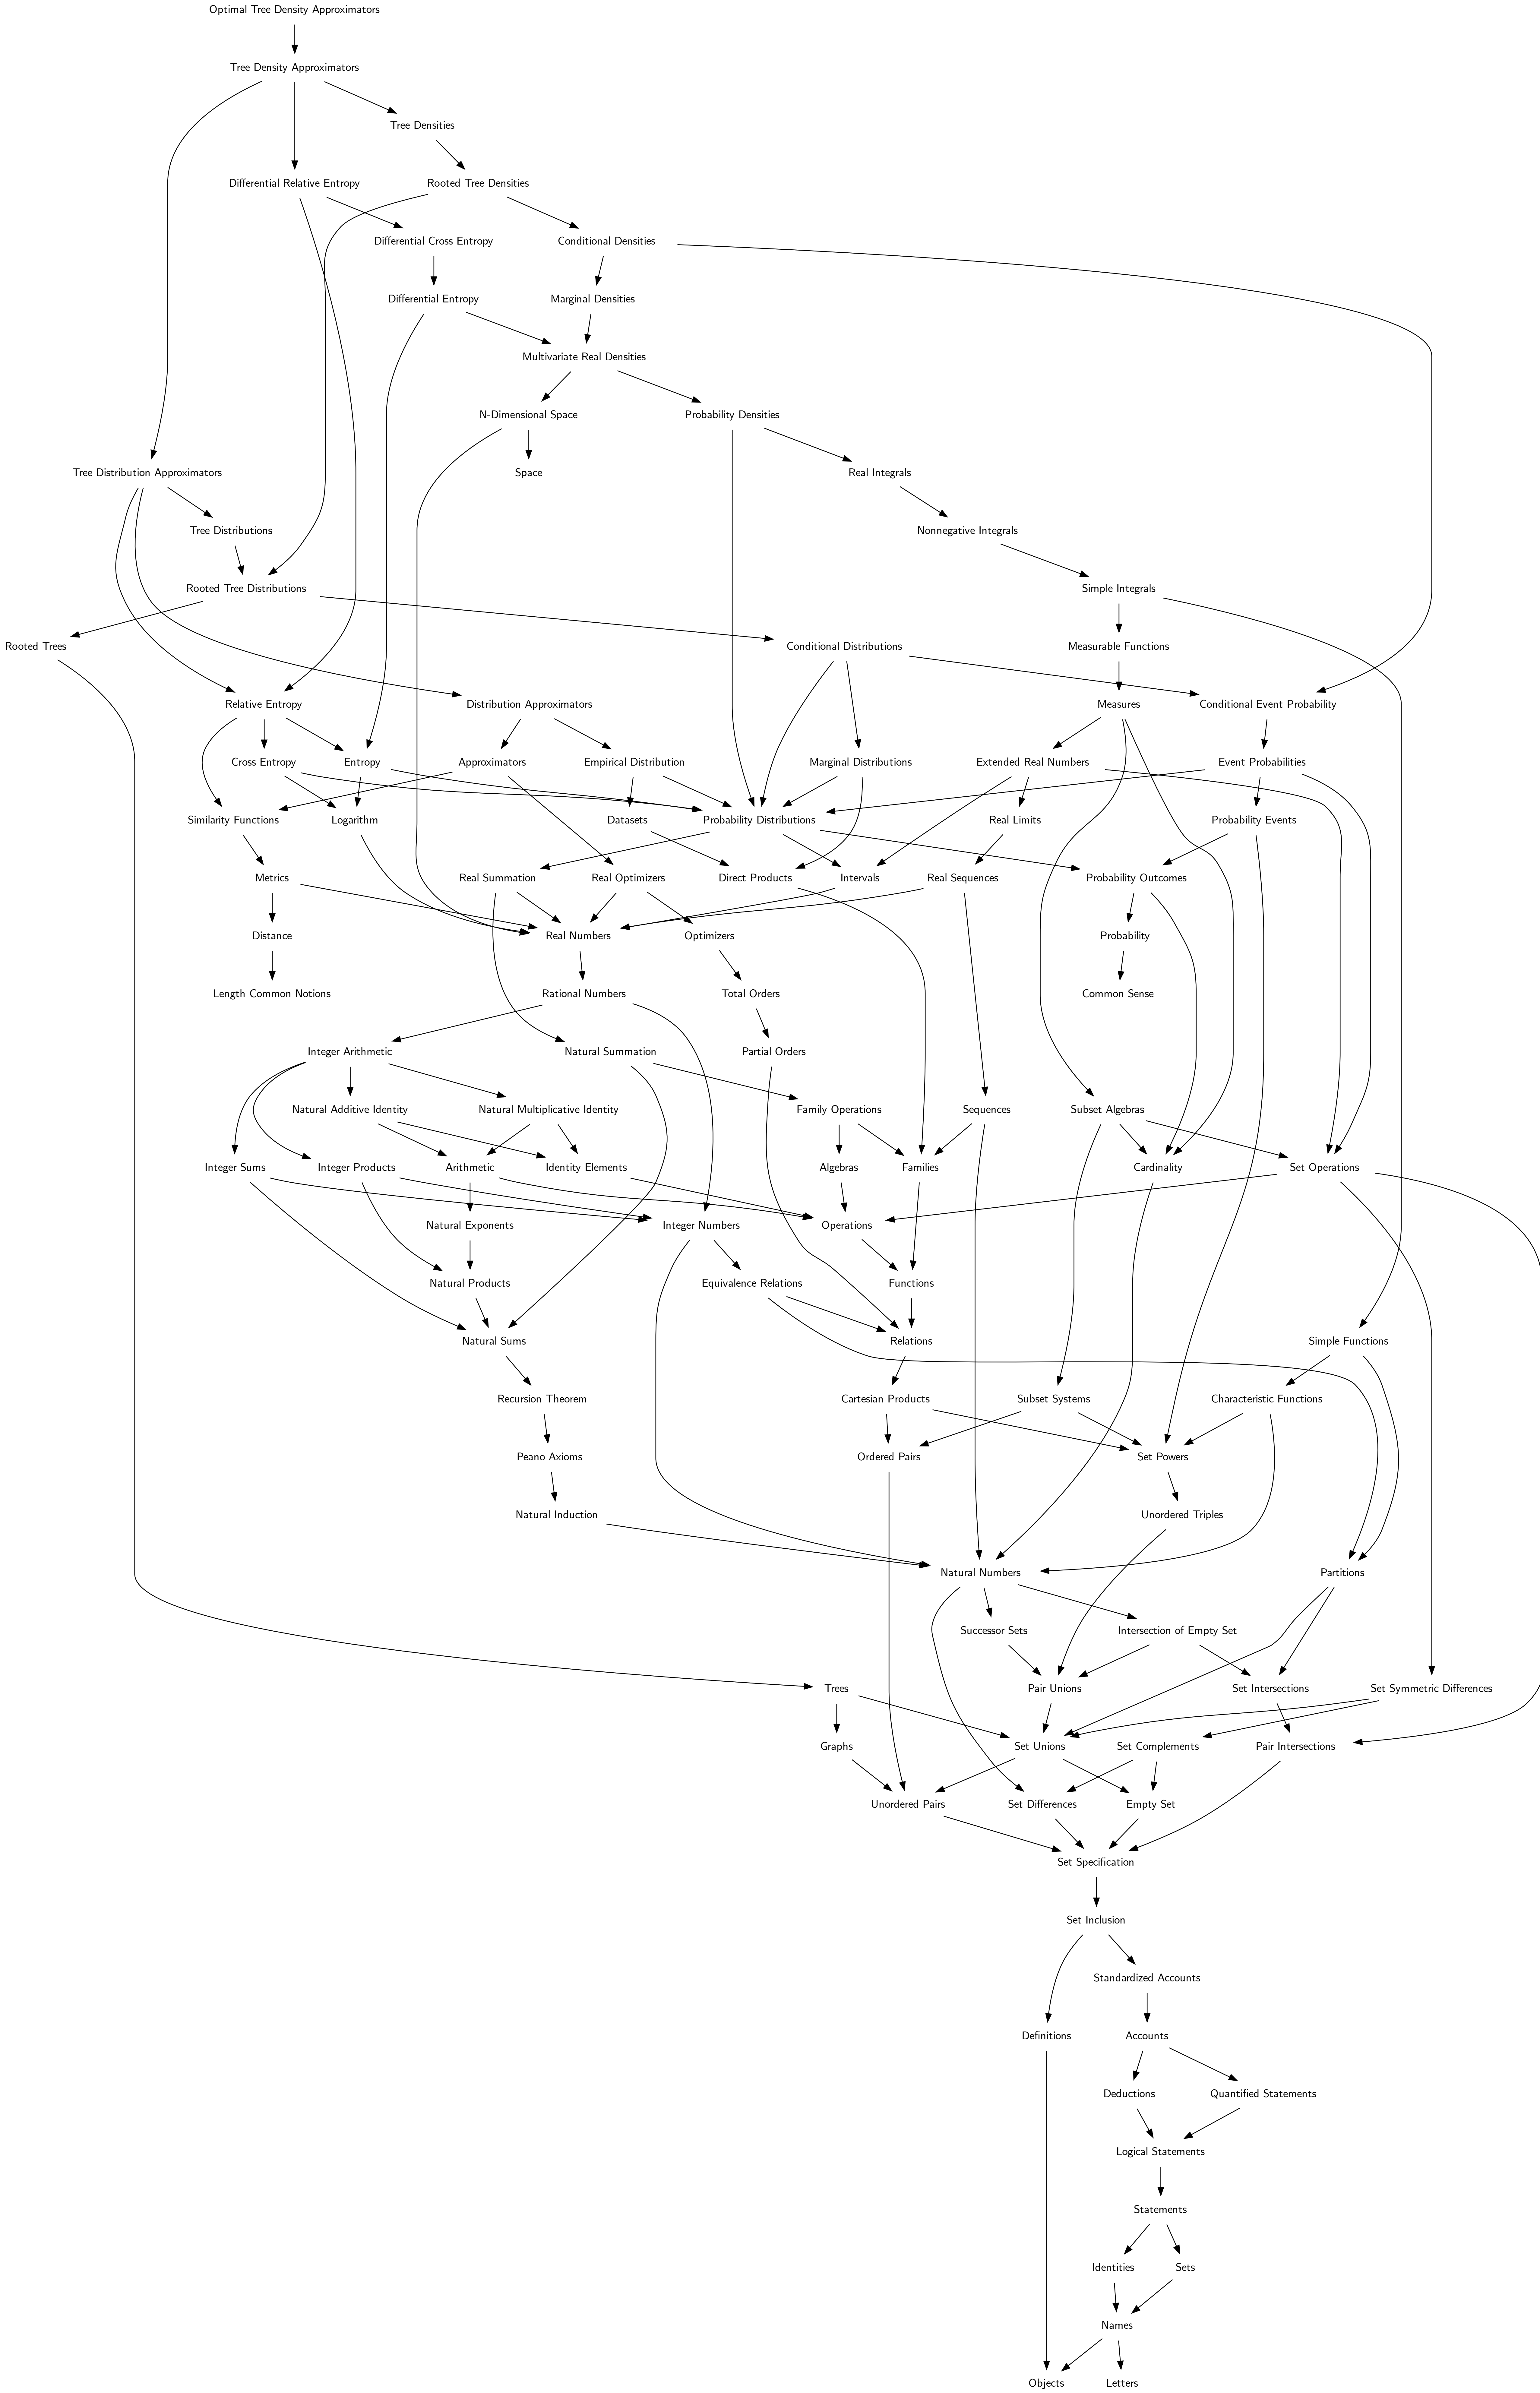 Optimal Tree Density Approximators
Tree Density Approximators
Tree Densities
Differential Relative Entropy
Rooted Tree Densities
Differential Cross Entropy
Conditional Densities
Differential Entropy
Marginal Densities
Multivariate Real Densities
N-Dimensional Space
Probability Densities
Tree Distribution Approximators
Space
Real Integrals
Tree Distributions
Nonnegative Integrals
Rooted Tree Distributions
Simple Integrals
Rooted Trees
Conditional Distributions
Measurable Functions
Relative Entropy
Distribution Approximators
Measures
Conditional Event Probability
Cross Entropy
Entropy
Approximators
Empirical Distribution
Marginal Distributions
Extended Real Numbers
Event Probabilities
Similarity Functions
Logarithm
Datasets
Probability Distributions
Real Limits
Probability Events
Metrics
Real Summation
Real Optimizers
Direct Products
Intervals
Real Sequences
Probability Outcomes
Distance
Real Numbers
Optimizers
Probability
Length Common Notions
Rational Numbers
Total Orders
Common Sense
Integer Arithmetic
Natural Summation
Partial Orders
Natural Additive Identity
Natural Multiplicative Identity
Family Operations
Sequences
Subset Algebras
Integer Sums
Integer Products
Arithmetic
Identity Elements
Algebras
Families
Cardinality
Set Operations
Natural Exponents
Integer Numbers
Operations
Natural Products
Equivalence Relations
Functions
Natural Sums
Relations
Simple Functions
Recursion Theorem
Cartesian Products
Subset Systems
Characteristic Functions
Peano Axioms
Ordered Pairs
Set Powers
Natural Induction
Unordered Triples
Natural Numbers
Partitions
Successor Sets
Intersection of Empty Set
Trees
Pair Unions
Set Intersections
Set Symmetric Differences
Graphs
Set Unions
Set Complements
Pair Intersections
Unordered Pairs
Set Differences
Empty Set
Set Specification
Set Inclusion
Standardized Accounts
Definitions
Accounts
Deductions
Quantified Statements
Logical Statements
Statements
Identities
Sets
Names
Objects
Letters